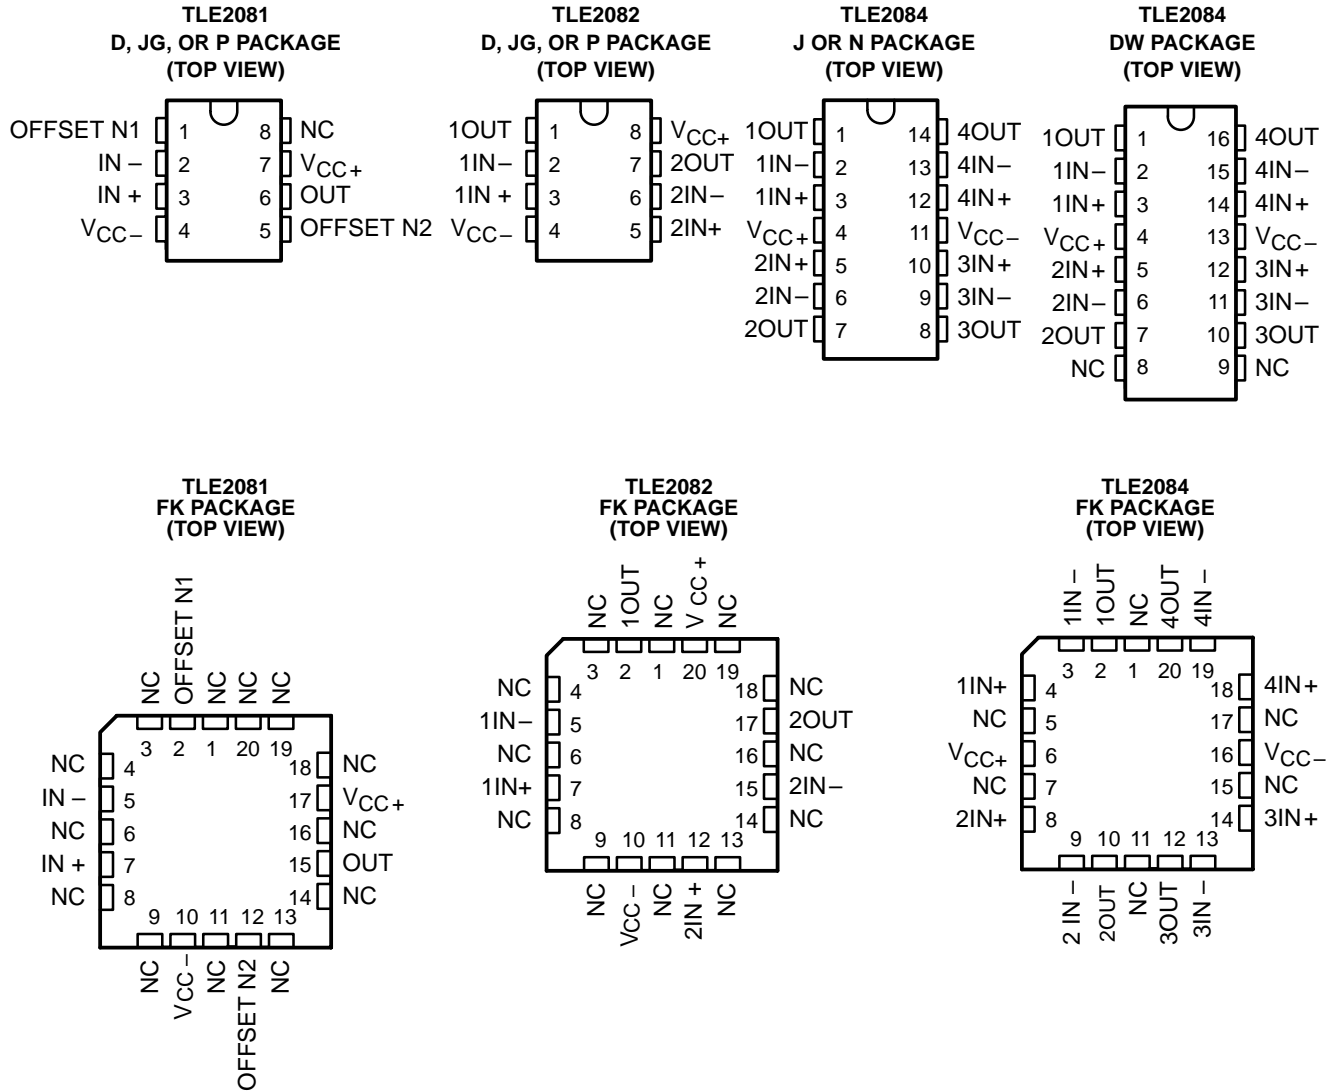 TLE2081
D, JG, OR P PACKAGE
(TOP VIEW)
OFFSET N1 1 8 NC
IN – 2 7 VCC +
IN + 3 6 OUT
VCC – 4 5 OFFSET N2
TLE2082
D, JG, OR P PACKAGE
(TOP VIEW)
1OUT 1 8 VCC+
1IN – 2 7 2OUT
1IN + 3 6 2IN –
VCC – 4 5 2IN+
TLE2084
J OR N PACKAGE
(TOP VIEW)
1OUT 1 14 4OUT
1IN – 2 13 4IN –
1IN+ 3 12 4IN+
VCC+ 4 11 VCC –
2IN+ 5 10 3IN+
2IN – 6 9 3IN –
2OUT 7 8 3OUT
TLE2084
DW PACKAGE
(TOP VIEW)
1OUT 1 16 4OUT
1IN – 2 15 4IN –
1IN+ 3 14 4IN+
VCC+ 4 13 VCC –
2IN+ 5 12 3IN+
2IN – 6 11 3IN –
2OUT 7 10 3OUT
NC 8 9 NC
TLE2081
FK PACKAGE
(TOP VIEW)
NC OFFSET N1 NC NC NC
3 2 1 20 19
NC 4 18 NC
IN – 5 17 VCC +
NC 6 16 NC
IN + 7 15 OUT
NC 8 14 NC
9 10 11 12 13
NC VCC – NC OFFSET N2 NC
TLE2082
FK PACKAGE
(TOP VIEW)
NC 1OUT NC VCC + NC
3 2 1 20 19
NC 4 18 NC
1IN – 5 17 2OUT
NC 6 16 NC
1IN+ 7 15 2IN –
NC 8 14 NC
9 10 11 12 13
NC VCC – NC 2IN + NC
TLE2084
FK PACKAGE
(TOP VIEW)
1IN – 1OUT NC 4OUT 4IN –
3 2 1 20 19
1IN+ 4 18 4IN+
NC 5 17 NC
VCC+ 6 16 VCC –
NC 7 15 NC
2IN+ 8 14 3IN+
9 10 11 12 13
2 IN – 2OUT NC 3OUT 3IN –